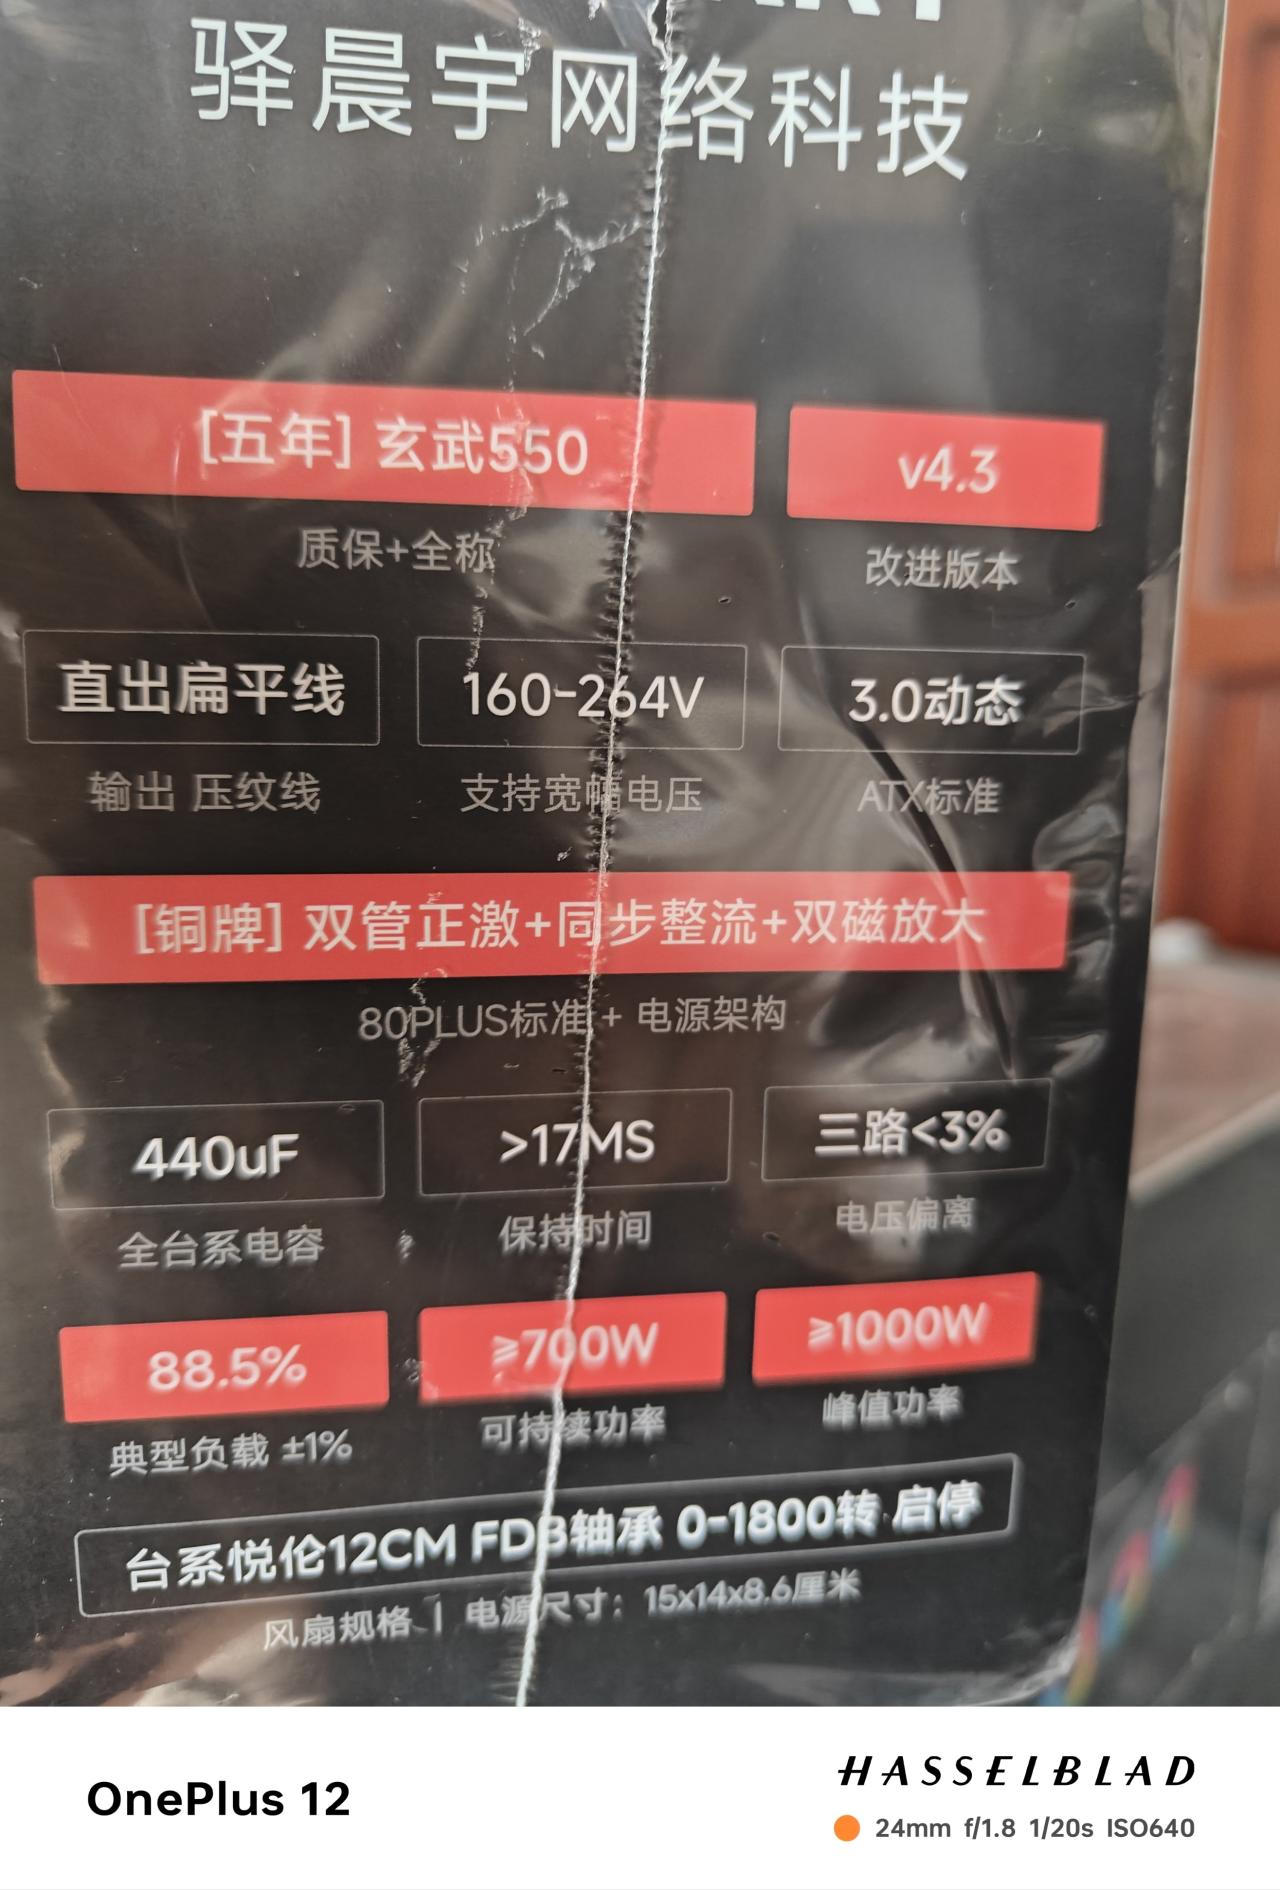 驿晨宇网络科技
[五年] 玄武550
v4.3
质保+全称
改进版本
直出扁平线
160-264V
3.0动态
输出 压纹线
支持宽幅电压
ATX标准
[铜牌] 双管正激+同步整流+双磁放大
80PLUS标准 + 电源架构
440uF
>17MS
三路<3%
全台系电容
保持时间
电压偏离
88.5%
≥700W
≥1000W
典型负载 ±1%
可持续功率
峰值功率
台系悦伦12CM FDB轴承 0-1800转 启停
风扇规格 | 电源尺寸：15x14x8.6厘米
OnePlus 12
HASSELBLAD
24mm f/1.8 1/20s ISO640